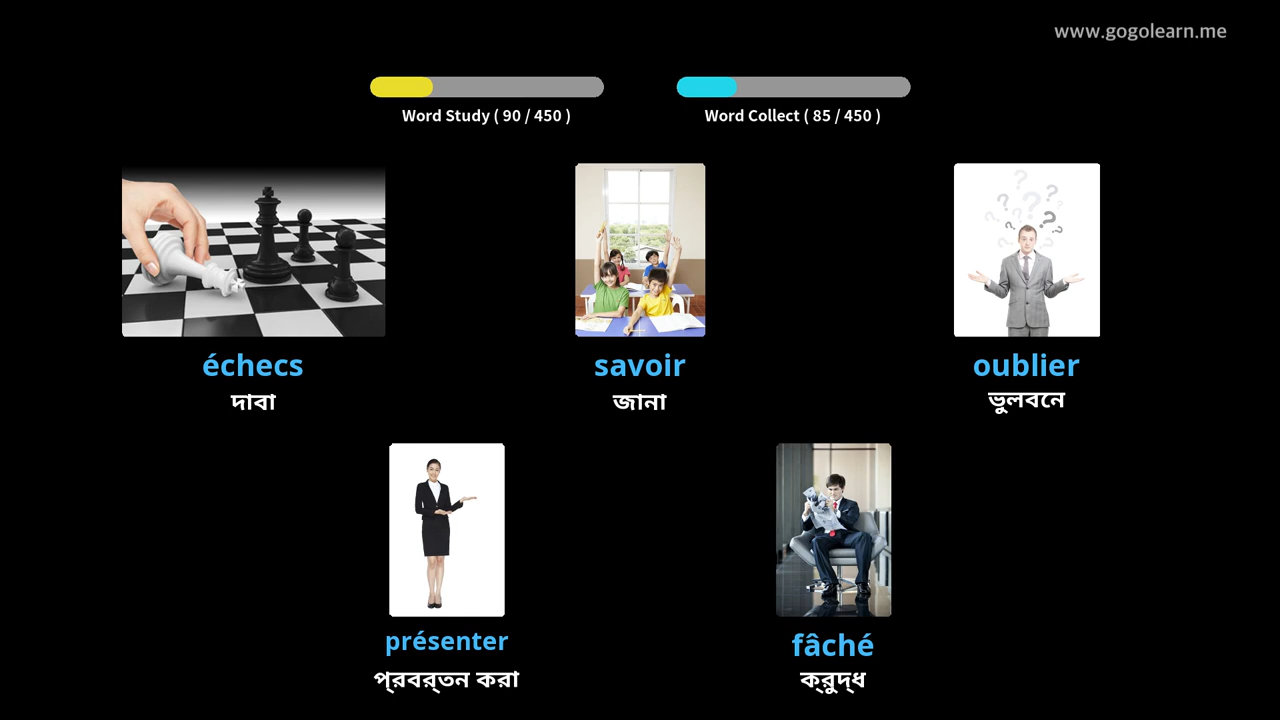 www.gogolearn.me
Word Study ( 90 / 450 )
Word Collect ( 85 / 450 )
échecs
savoir
oublier
দাবা
জানা
ভুলবনে
présenter
fâché
প্রবর্তন করা
ক্রুদ্ধ